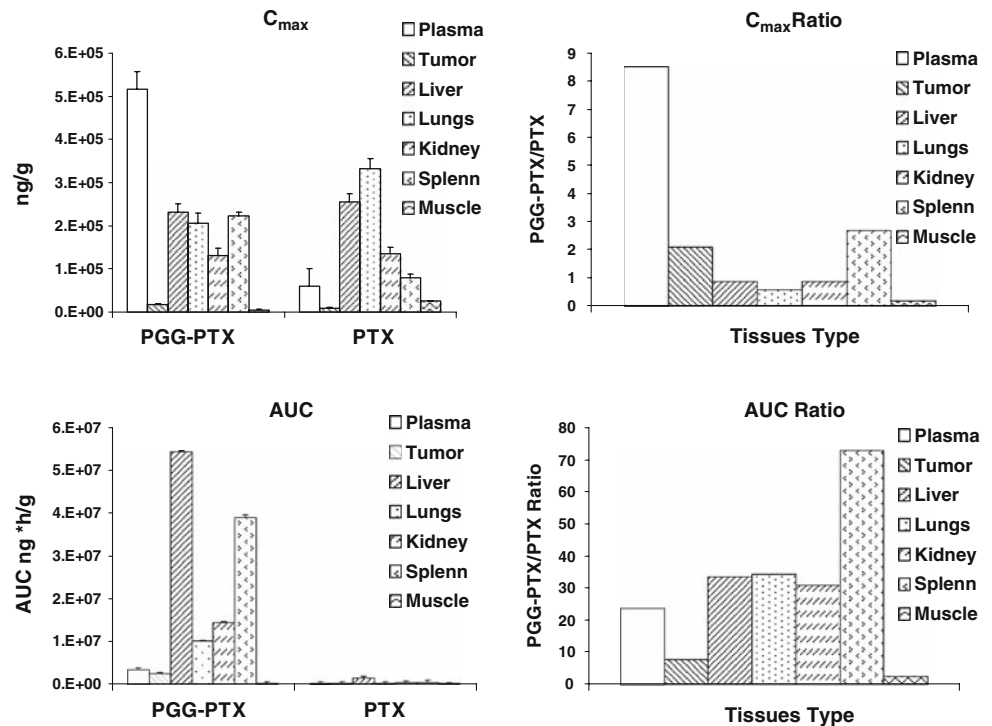 Cmax
6.E+05
5.E+05
4.E+05
3.E+05
2.E+05
1.E+05
0.E+00
ng/g
PGG-PTX
PTX
Plasma
Tumor
Liver
Lungs
Kidney
Splenn
Muscle
CmaxRatio
9
8
7
6
5
4
3
2
1
0
PGG-PTX/PTX
Tissues Type
Plasma
Tumor
Liver
Lungs
Kidney
Splenn
Muscle
AUC
6.E+07
5.E+07
4.E+07
3.E+07
2.E+07
1.E+07
0.E+00
AUC ng *h/g
PGG-PTX
PTX
Plasma
Tumor
Liver
Lungs
Kidney
Splenn
Muscle
AUC Ratio
80
70
60
50
40
30
20
10
0
PGG-PTX/PTX Ratio
Tissues Type
Plasma
Tumor
Liver
Lungs
Kidney
Splenn
Muscle